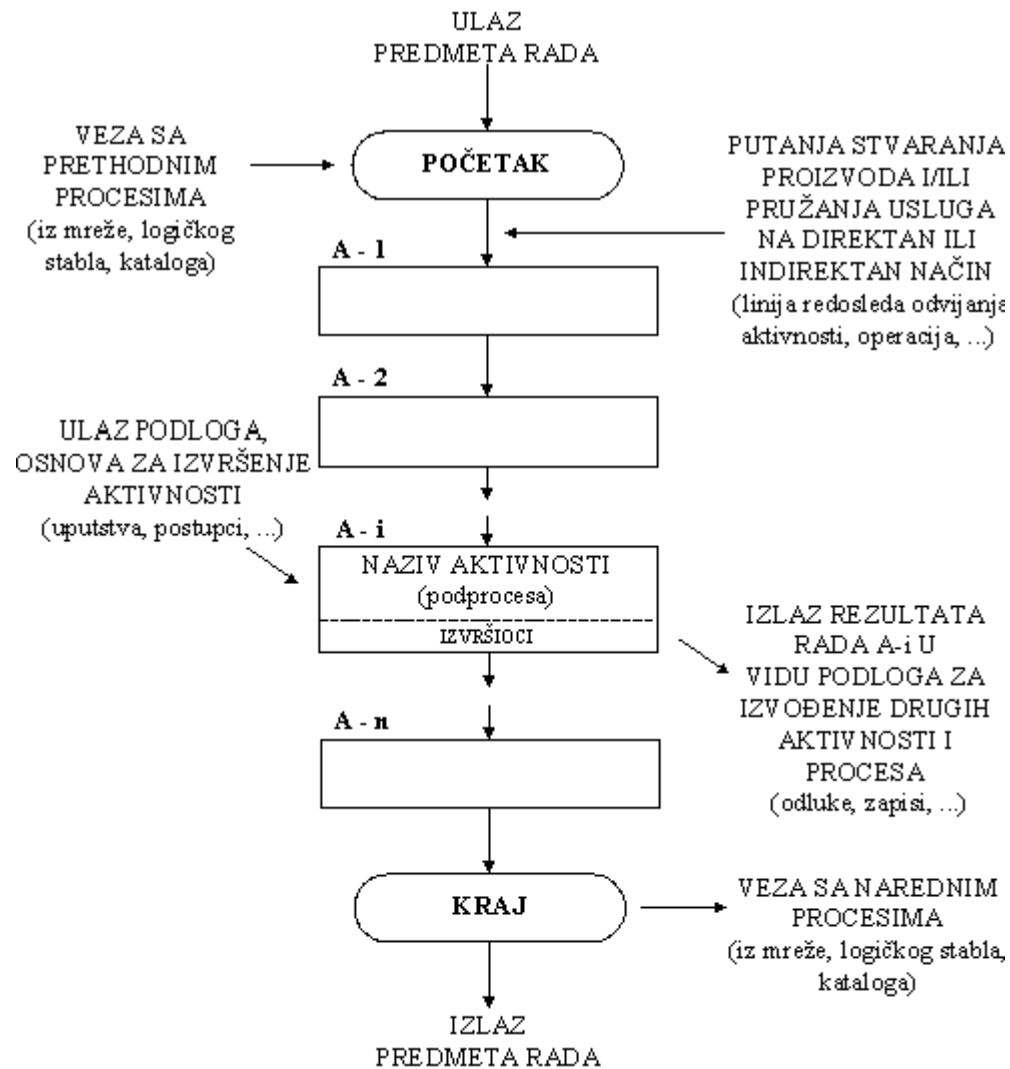 ULAZ
PREDMETA RADA
VEZA SA
PRETHODNIM
PROCESIMA
(iz mreže, logičkog
stabla, kataloga)
POČETAK
PUTANJA STVARANJA
PROIZVODA I/ILI
PRUŽANJA USLUGA
NA DIREKTAN ILI
INDIREKTAN NAČIN
(linija redosleda odvijanja
aktivnosti, operacija, ...)
A - 1
A - 2
ULAZ PODLOGA,
OSNOVA ZA IZVRŠENJE
AKTIVNOSTI
(uputstva, postupci, ...)
A - i
NAZIV AKTIVNOSTI
(podprocesa)
IZVRŠIOCI
IZLAZ REZULTATA
RADA A-i U
VIDU PODLOGA ZA
IZVOĐENJE DRUGIH
AKTIVNOSTI I
PROCESA
(odluke, zapisi, ...)
A - n
KRAJ
VEZA SA NAREDNIM
PROCESIMA
(iz mreže, logičkog stabla,
kataloga)
IZLAZ
PREDMETA RADA